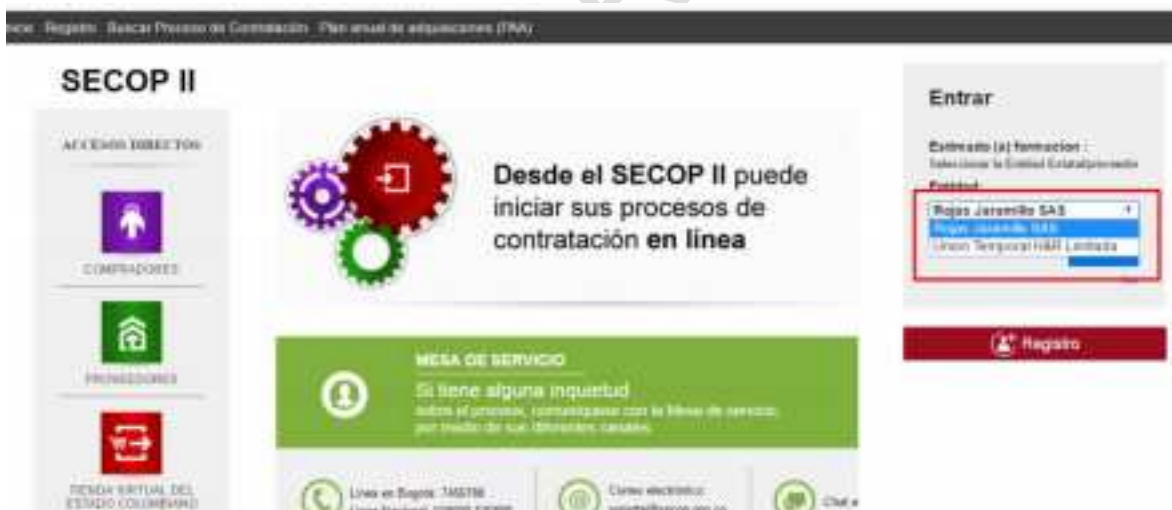 Registro Buscar Proceso de Contratación Plan anual de adquisiciones (PAA)
SECOP II
ACCESOS DIRECTOS
COMPRADORES
PROVEEDORES
TIENDA VIRTUAL DEL
ESTADO COLOMBIANO
Desde el SECOP II puede
iniciar sus procesos de
contratación en línea
MESA DE SERVICIO
Si tiene alguna inquietud
sobre el proceso, comuníquese con la Mesa de servicio,
por medio de sus diferentes canales.
Línea en Bogotá:
Correo electrónico
Entrar
Estimado (a) formacion :
Seleccionar la Entidad Estatal/proveedor
Entidad:
Rojas Jaramillo SAS
Rojas Jaramillo SAS
Union Temporal H&R Limitada
Registro